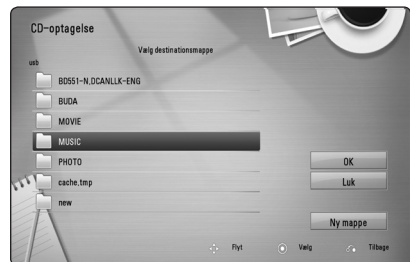 CD-optagelse
Vælg destinationsmappe
usb
BD551-N,DCANLLK-ENG
BUDA
MOVIE
MUSIC
PHOTO
cache,tmp
new
OK
Luk
Ny mappe
Flyt Vælg Tilbage